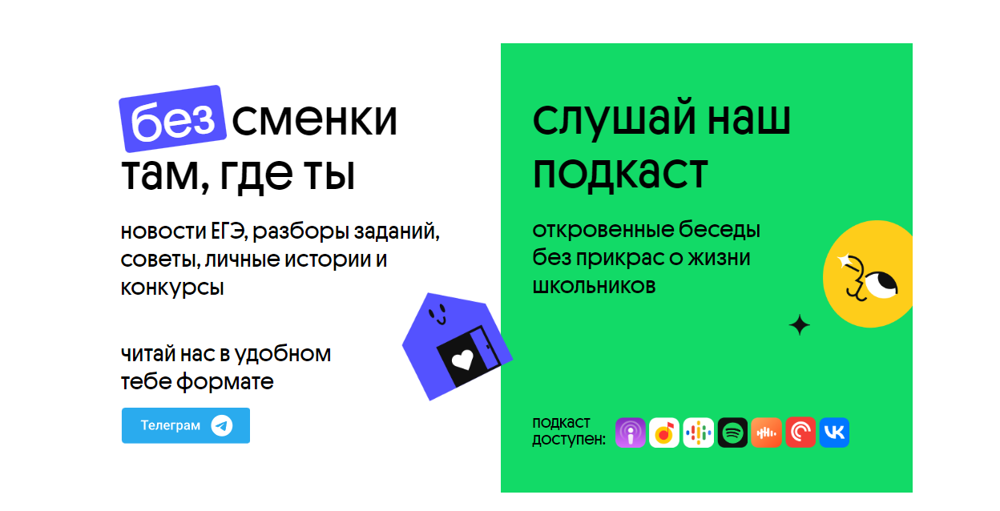 без сменки
там, где ты
новости ЕГЭ, разборы заданий,
советы, личные истории и
конкурсы
читай нас в удобном
тебе формате
Телеграм
слушай наш
подкаст
откровенные беседы
без прикрас о жизни
школьников
подкаст
доступен: